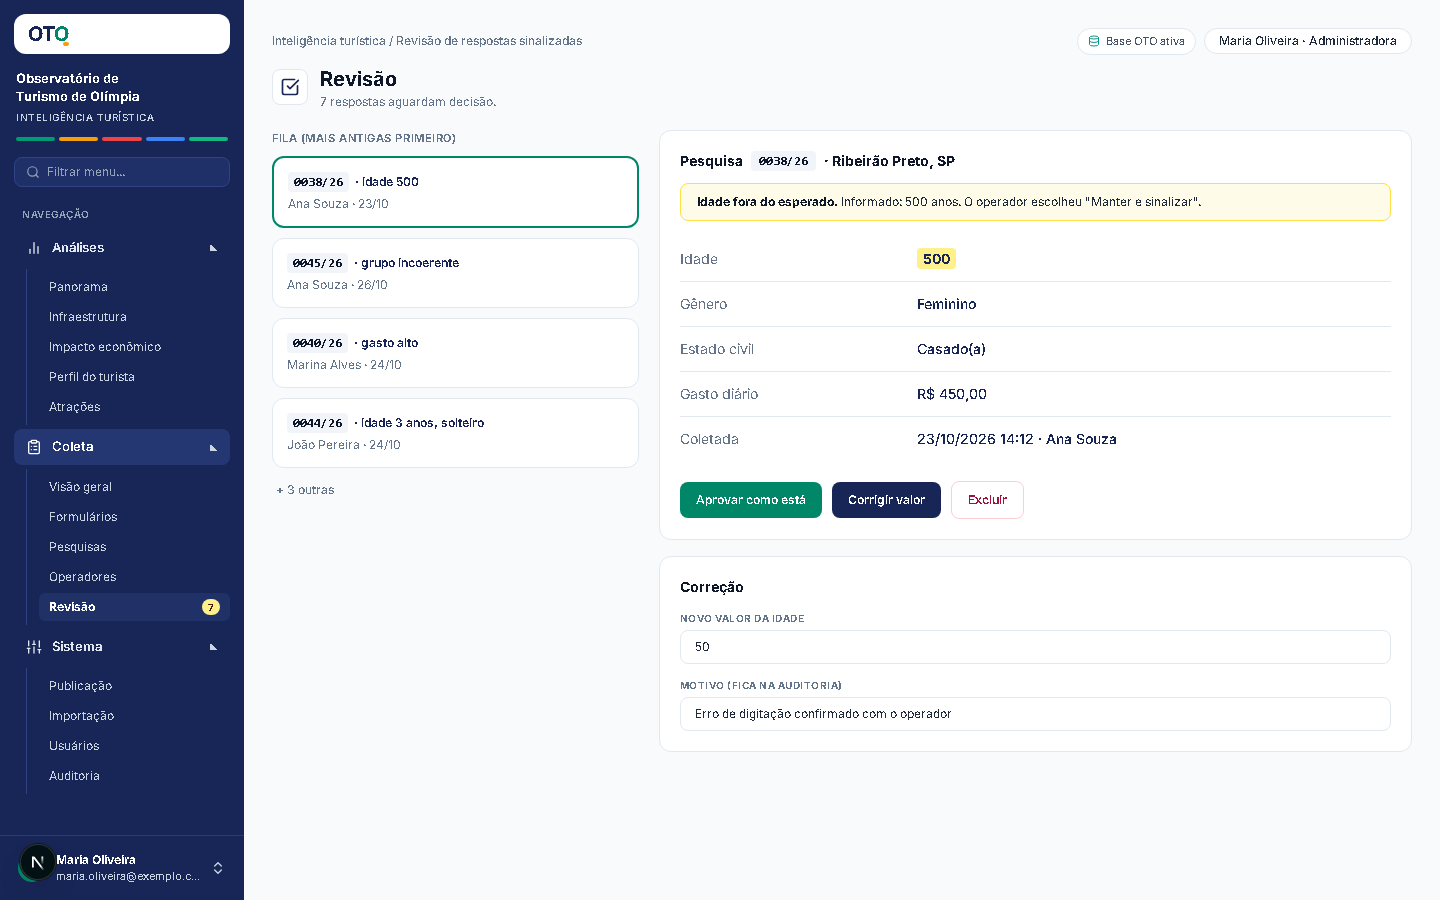 OTO
Observatório de
Turismo de Olímpia
INTELIGÊNCIA TURÍSTICA
Filtrar menu...
NAVEGAÇÃO
Análises
Panorama
Infraestrutura
Impacto econômico
Perfil do turista
Atrações
Coleta
Visão geral
Formulários
Pesquisas
Operadores
Revisão 7
Sistema
Publicação
Importação
Usuários
Auditoria
N
Maria Oliveira
maria.oliveira@exemplo.c...
Inteligência turística / Revisão de respostas sinalizadas
Base OTO ativa
Maria Oliveira · Administradora
Revisão
7 respostas aguardam decisão.
FILA (MAIS ANTIGAS PRIMEIRO)
0038/26 · idade 500
Ana Souza · 23/10
0045/26 · grupo incoerente
Ana Souza · 26/10
0040/26 · gasto alto
Marina Alves · 24/10
0044/26 · idade 3 anos, solteiro
João Pereira · 24/10
+ 3 outras
Pesquisa 0038/26 · Ribeirão Preto, SP
Idade fora do esperado. Informado: 500 anos. O operador escolheu "Manter e sinalizar".
Idade 500
Gênero Feminino
Estado civil Casado(a)
Gasto diário R$ 450,00
Coletada 23/10/2026 14:12 · Ana Souza
Aprovar como está
Corrigir valor
Excluir
Correção
NOVO VALOR DA IDADE
50
MOTIVO (FICA NA AUDITORIA)
Erro de digitação confirmado com o operador